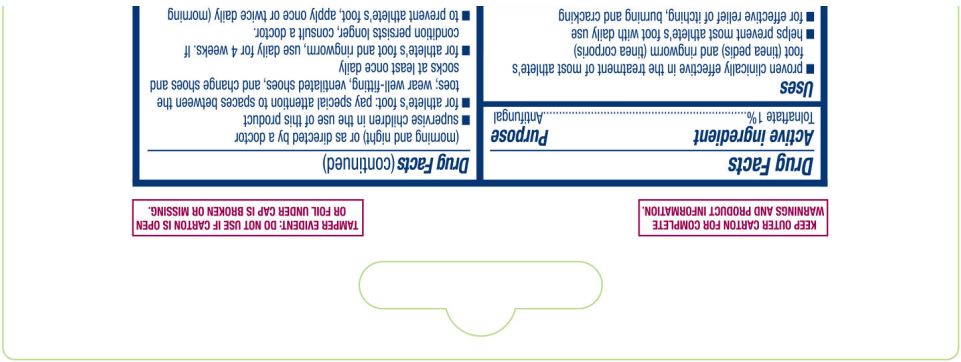 KEEP OUTER CARTON FOR COMPLETE
WARNINGS AND PRODUCT INFORMATION.
TAMPER EVIDENT: DO NOT USE IF CARTON IS OPEN
OR FOIL UNDER CAP IS BROKEN OR MISSING.
Drug Facts
Active ingredient Purpose
Tolnaftate 1%..........................................................Antifungal
Uses
■ proven clinically effective in the treatment of most athlete's
foot (tinea pedis) and ringworm (tinea corporis)
■ helps prevent most athlete's foot with daily use
■ for effective relief of itching, burning and cracking
Drug Facts (continued)
(morning and night) or as directed by a doctor
■ supervise children in the use of this product
■ for athlete's foot: pay special attention to spaces between the
toes; wear well-fitting, ventilated shoes, and change shoes and
socks at least once daily
■ for athlete's foot and ringworm, use daily for 4 weeks. If
condition persists longer, consult a doctor.
■ to prevent athlete's foot, apply once or twice daily (morning